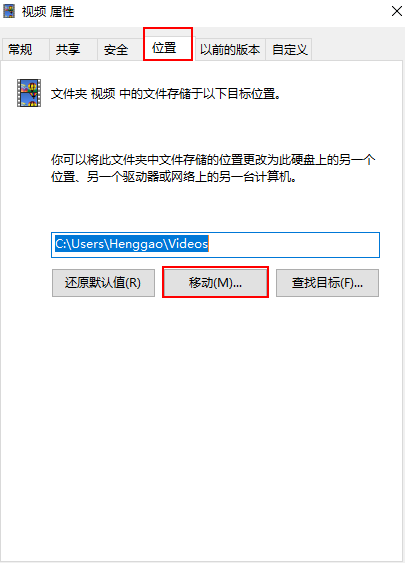 视频 属性
常规 共享 安全 位置 以前的版本 自定义
文件夹 视频 中的文件存储于以下目标位置。
你可以将此文件夹中文件存储的位置更改为此硬盘上的另一个
位置、另一个驱动器或网络上的另一台计算机。
C:\Users\Henggao\Videos
还原默认值(R) 移动(M)... 查找目标(F)...